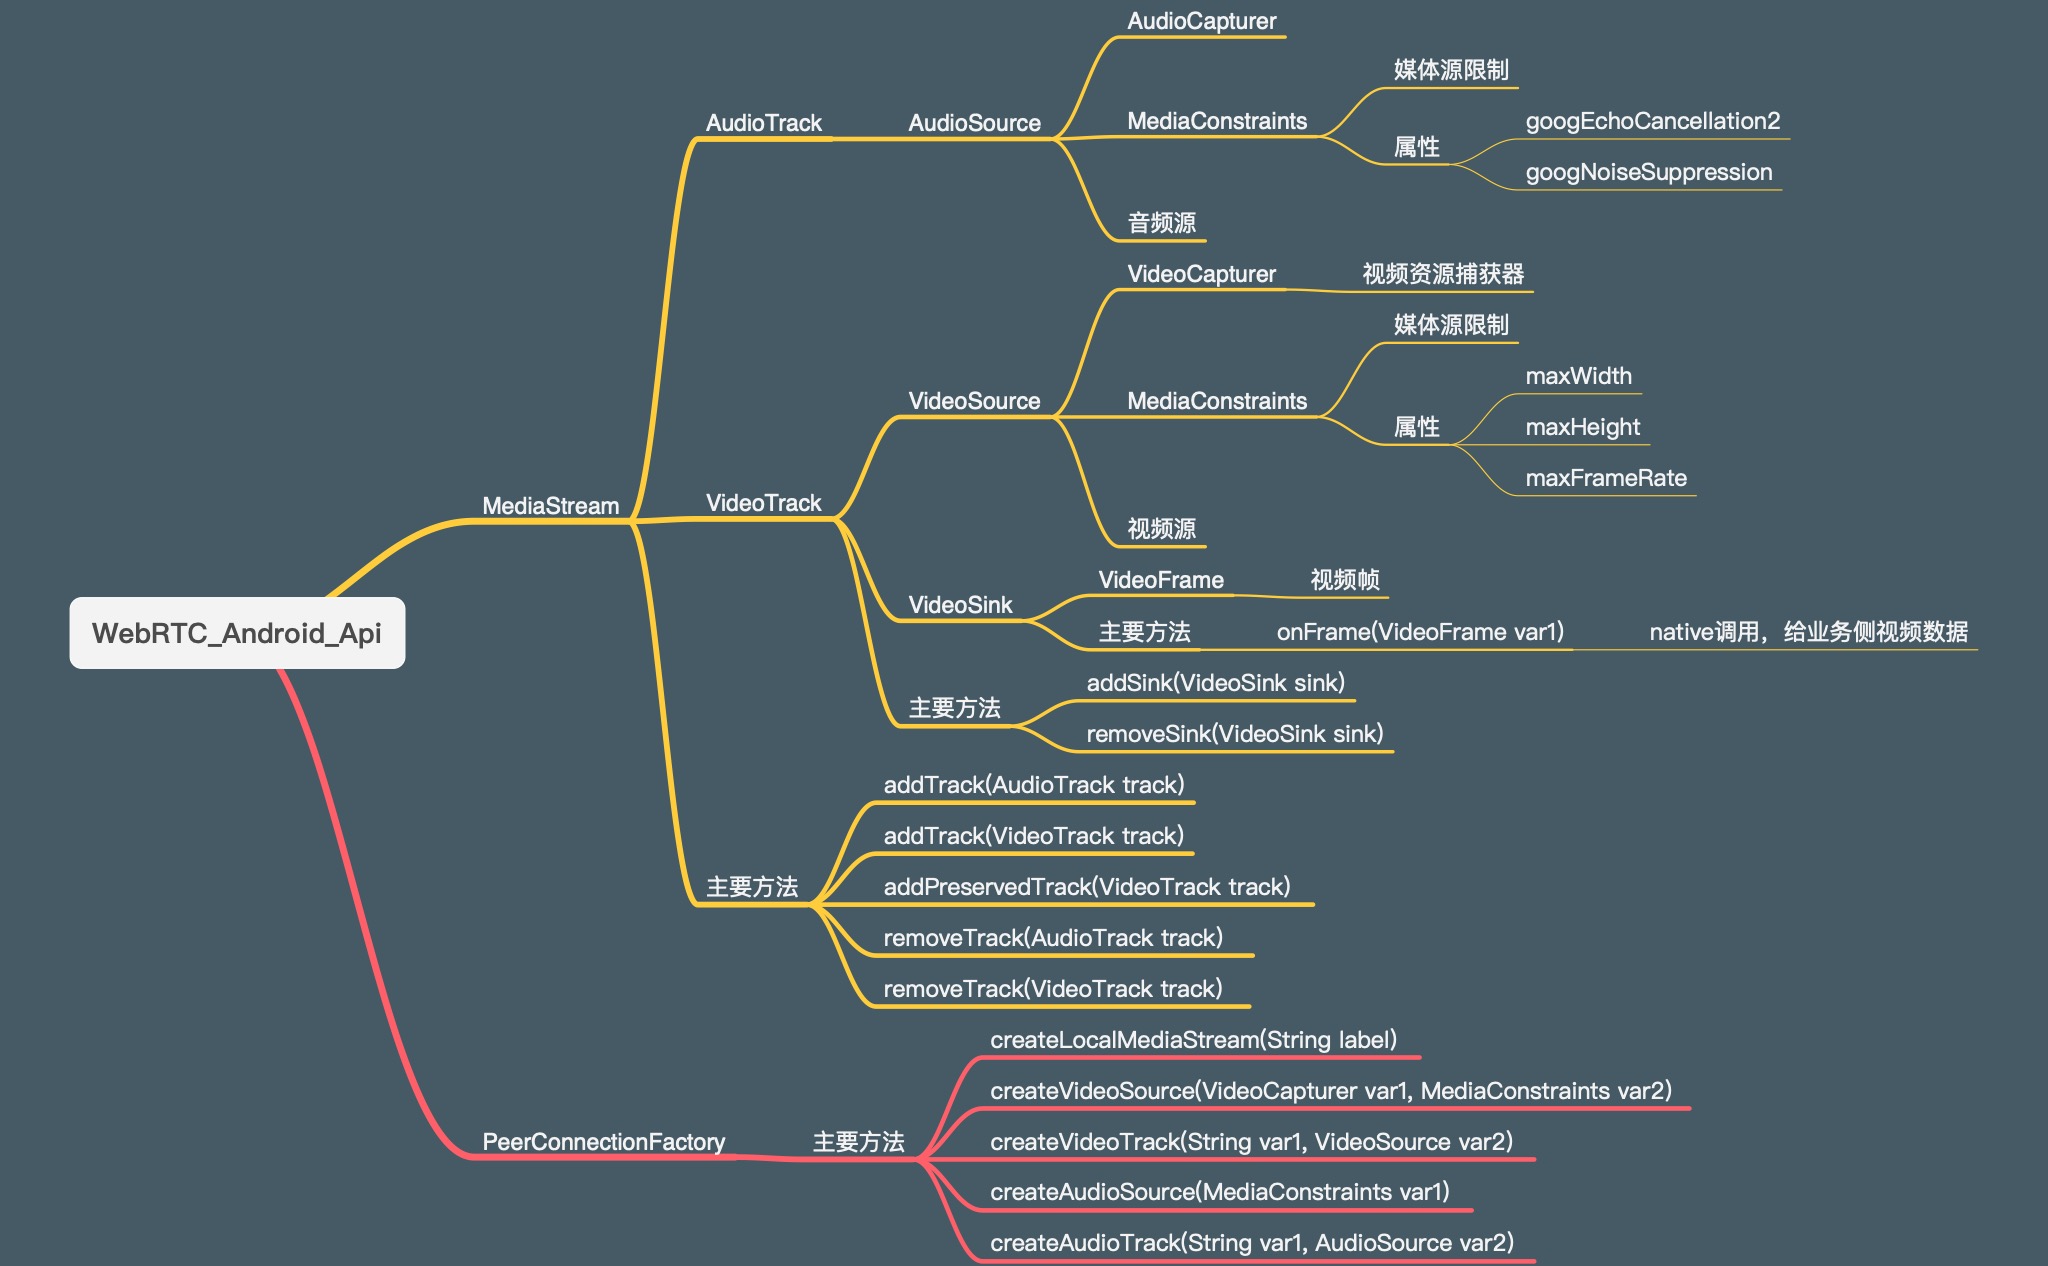 WebRTC_Android_Api
MediaStream
AudioTrack
AudioSource
AudioCapturer
MediaConstraints
媒体源限制
属性
googEchoCancellation2
googNoiseSuppression
音频源
VideoTrack
VideoSource
VideoCapturer
视频资源捕获器
MediaConstraints
媒体源限制
属性
maxWidth
maxHeight
maxFrameRate
视频源
VideoSink
VideoFrame
视频帧
主要方法
onFrame(VideoFrame var1)
native调用，给业务侧视频数据
主要方法
addSink(VideoSink sink)
removeSink(VideoSink sink)
主要方法
addTrack(AudioTrack track)
addTrack(VideoTrack track)
addPreservedTrack(VideoTrack track)
removeTrack(AudioTrack track)
removeTrack(VideoTrack track)
PeerConnectionFactory
主要方法
createLocalMediaStream(String label)
createVideoSource(VideoCapturer var1, MediaConstraints var2)
createVideoTrack(String var1, VideoSource var2)
createAudioSource(MediaConstraints var1)
createAudioTrack(String var1, AudioSource var2)